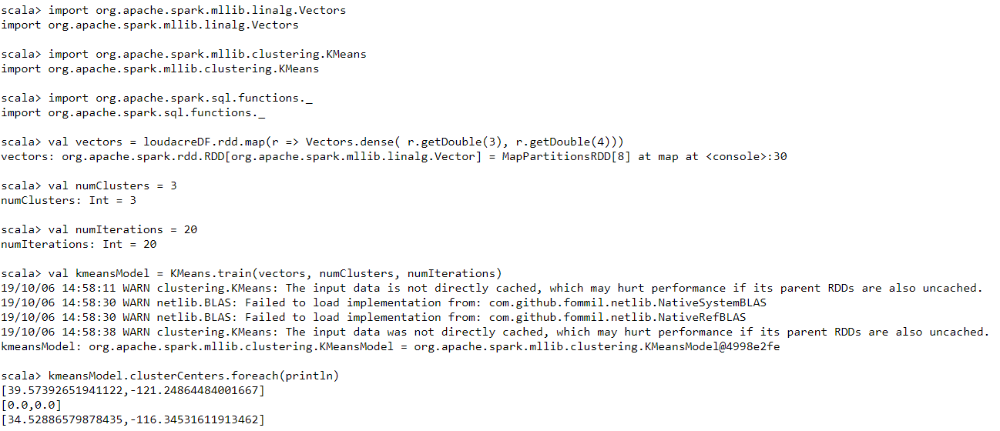 scala> import org.apache.spark.mllib.linalg.Vectors
import org.apache.spark.mllib.linalg.Vectors
scala> import org.apache.spark.mllib.clustering.KMeans
import org.apache.spark.mllib.clustering.KMeans
scala> import org.apache.spark.sql.functions._
import org.apache.spark.sql.functions._
scala> val vectors = loudacreDF.rdd.map(r => Vectors.dense( r.getDouble(3), r.getDouble(4)))
vectors: org.apache.spark.rdd.RDD[org.apache.spark.mllib.linalg.Vector] = MapPartitionsRDD[8] at map at <console>:30
scala> val numClusters = 3
numClusters: Int = 3
scala> val numIterations = 20
numIterations: Int = 20
scala> val kmeansModel = KMeans.train(vectors, numClusters, numIterations)
19/10/06 14:58:11 WARN clustering.KMeans: The input data is not directly cached, which may hurt performance if its parent RDDs are also uncached.
19/10/06 14:58:30 WARN netlib.BLAS: Failed to load implementation from: com.github.fommil.netlib.NativeSystemBLAS
19/10/06 14:58:30 WARN netlib.BLAS: Failed to load implementation from: com.github.fommil.netlib.NativeRefBLAS
19/10/06 14:58:38 WARN clustering.KMeans: The input data was not directly cached, which may hurt performance if its parent RDDs are also uncached.
kmeansModel: org.apache.spark.mllib.clustering.KMeansModel = org.apache.spark.mllib.clustering.KMeansModel@4998e2fe
scala> kmeansModel.clusterCenters.foreach(println)
[39.57392651941122,-121.24864484001667]
[0.0,0.0]
[34.52886579878435,-116.34531611913462]